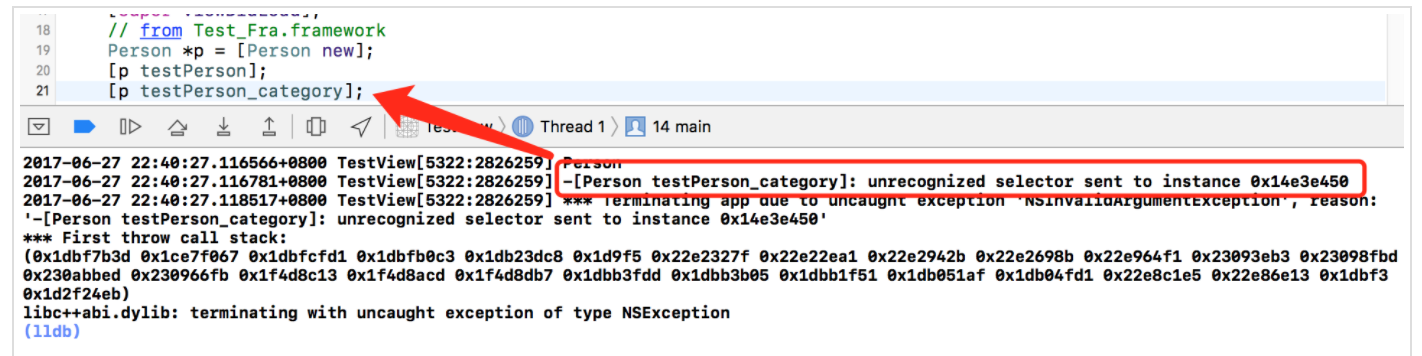 18 // from Test_Fra.framework
19 Person *p = [Person new];
20 [p testPerson];
21 [p testPerson_category];
Thread 1 14 main
2017-06-27 22:40:27.116566+0800 TestView[5322:2826259] Person
2017-06-27 22:40:27.116781+0800 TestView[5322:2826259] -[Person testPerson_category]: unrecognized selector sent to instance 0x14e3e450
2017-06-27 22:40:27.118517+0800 TestView[5322:2826259] *** Terminating app due to uncaught exception 'NSInvalidArgumentException', reason:
'-[Person testPerson_category]: unrecognized selector sent to instance 0x14e3e450'
*** First throw call stack:
(0x1dbf7b3d 0x1ce7f067 0x1dbfcfd1 0x1dbfb0c3 0x1db23dc8 0x1d9f5 0x22e2327f 0x22e22ea1 0x22e2942b 0x22e2698b 0x22e964f1 0x23093eb3 0x23098fbd
0x230abbed 0x230966fb 0x1f4d8c13 0x1f4d8acd 0x1f4d8db7 0x1dbb3fdd 0x1dbb3b05 0x1dbb1f51 0x1db051af 0x1db04fd1 0x22e8c1e5 0x22e86e13 0x1dbf3
0x1d2f24eb)
libc++abi.dylib: terminating with uncaught exception of type NSException
(lldb)